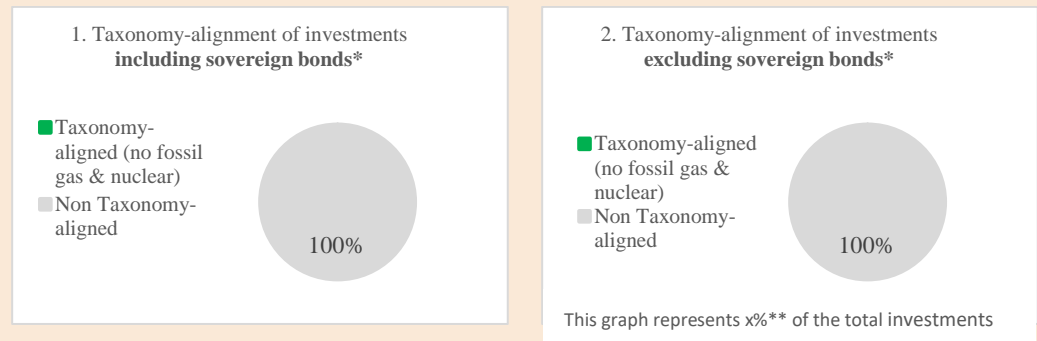 1. Taxonomy-alignment of investments
including sovereign bonds*
Taxonomy-
aligned (no fossil
gas & nuclear)
Non Taxonomy-
aligned
100%
2. Taxonomy-alignment of investments
excluding sovereign bonds*
Taxonomy-aligned
(no fossil gas &
nuclear)
Non Taxonomy-
aligned
100%
This graph represents x%** of the total investments